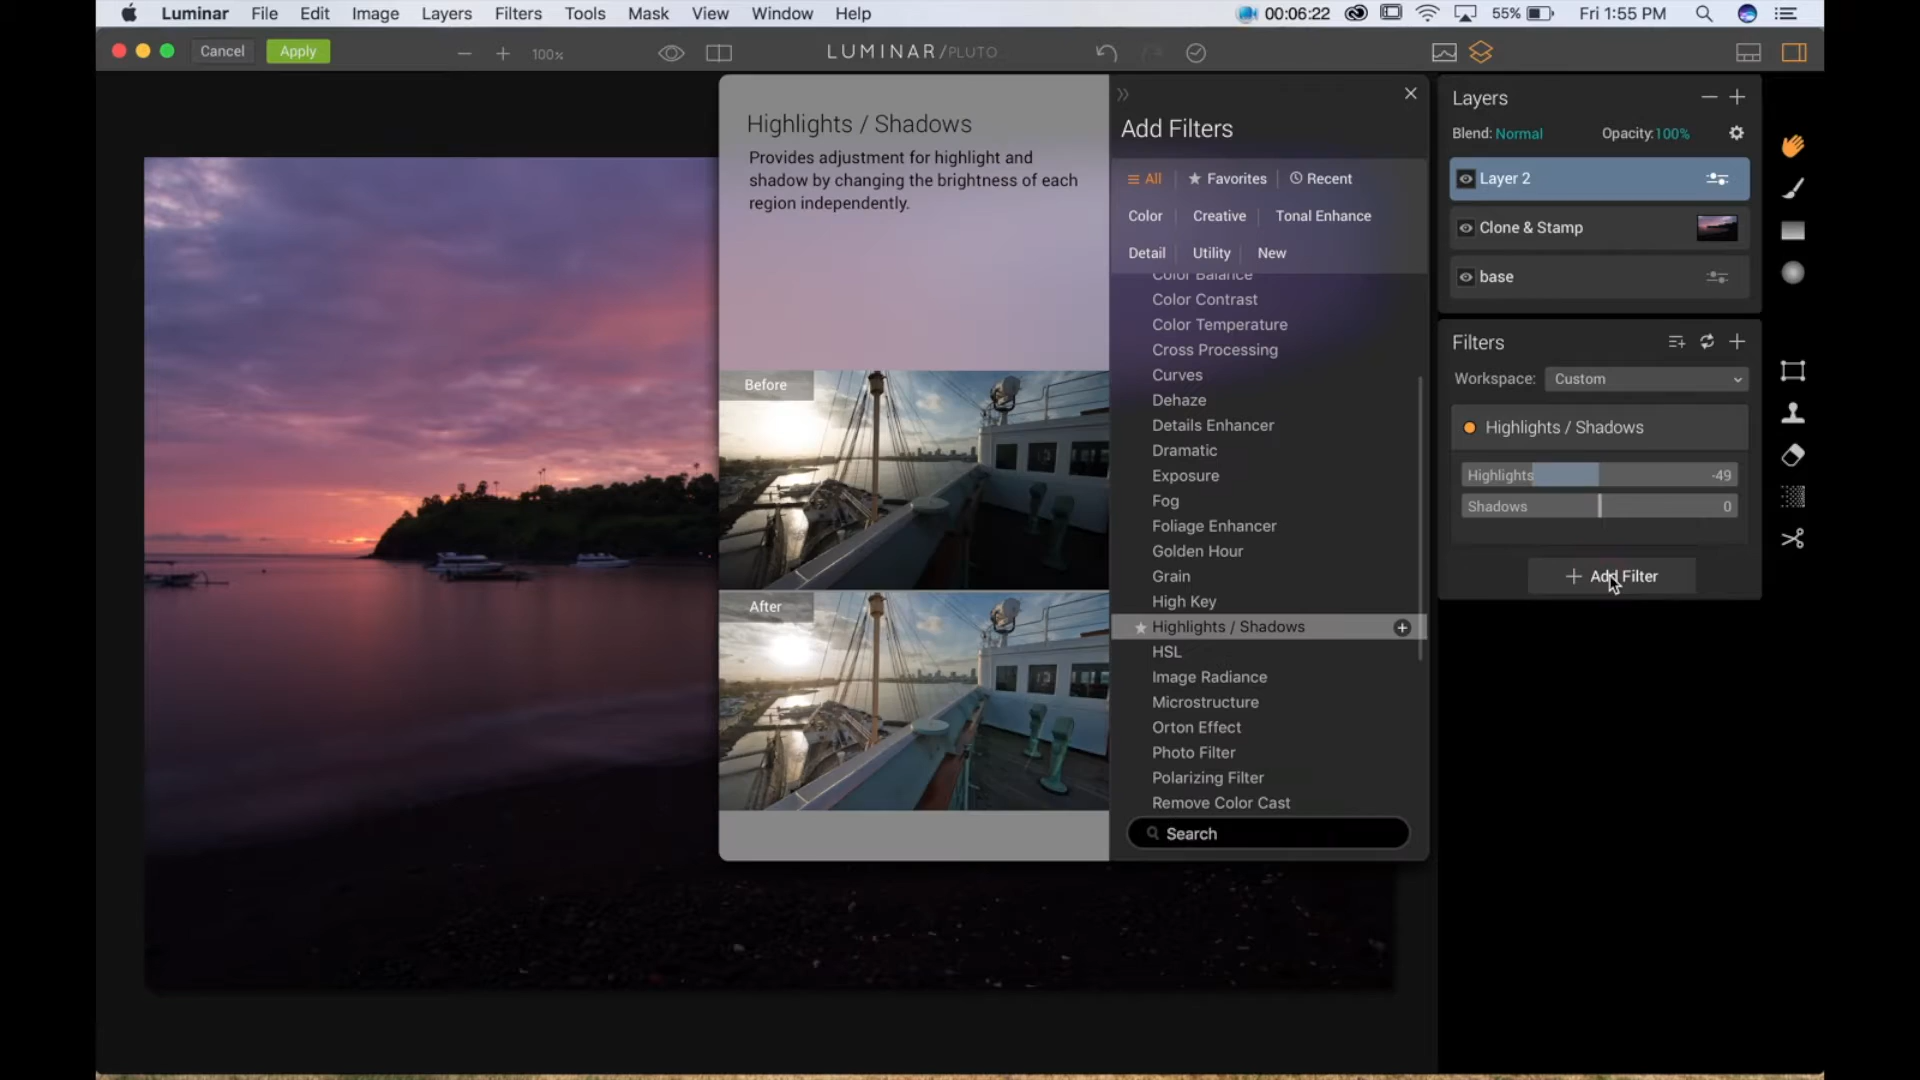 Luminar File Edit Image Layers Filters Tools Mask View Window Help 00:06:22 55% Fri 1:55 PM
Cancel Apply 100% LUMINAR/PLUTO
Highlights / Shadows
Provides adjustment for highlight and
shadow by changing the brightness of each
region independently.
Before
After
Add Filters
All Favorites Recent
Color Creative Tonal Enhance
Detail Utility New
Color Balance
Color Contrast
Color Temperature
Cross Processing
Curves
Dehaze
Details Enhancer
Dramatic
Exposure
Fog
Foliage Enhancer
Golden Hour
Grain
High Key
Highlights / Shadows
HSL
Image Radiance
Microstructure
Orton Effect
Photo Filter
Polarizing Filter
Remove Color Cast
Search
Layers
Blend: Normal Opacity: 100%
Layer 2
Clone & Stamp
base
Filters
Workspace: Custom
Highlights / Shadows
Highlights -49
Shadows 0
Add Filter